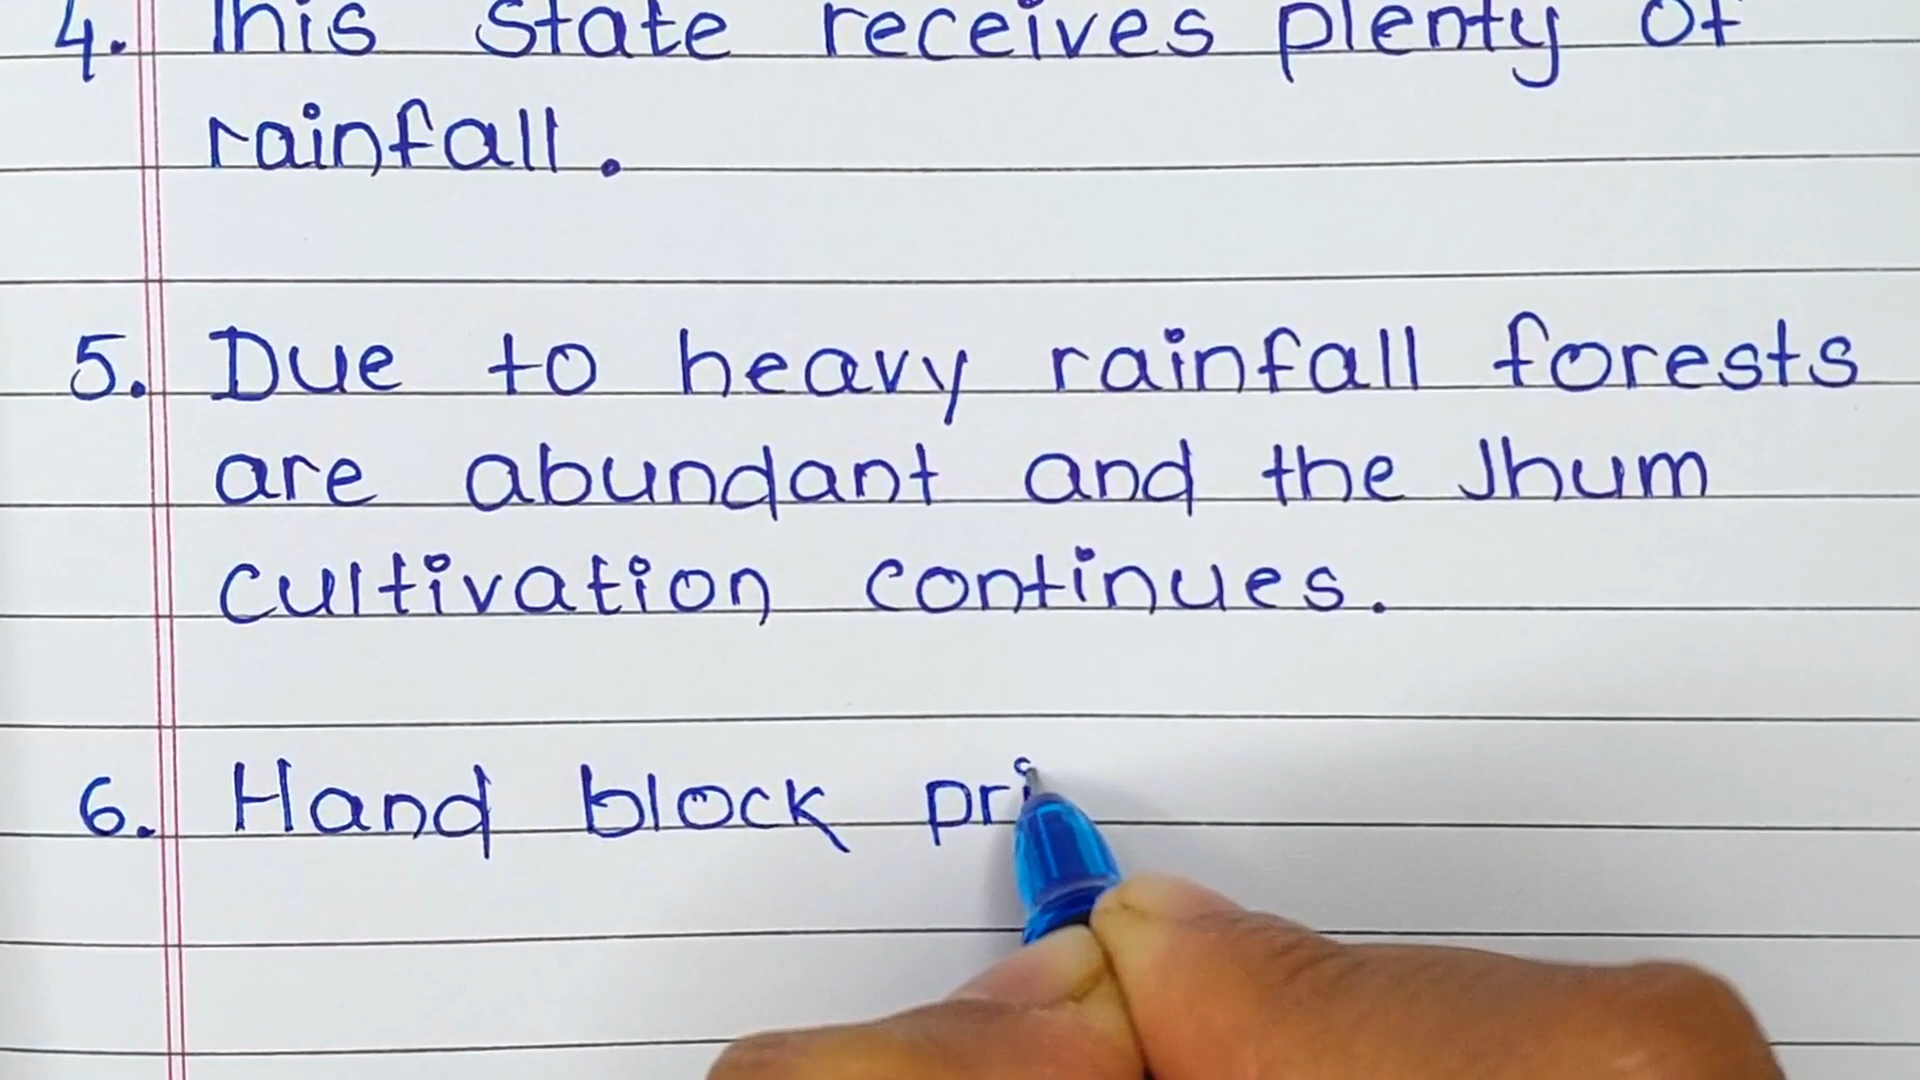 4. This State receives plenty of
rainfall.
5. Due to heavy rainfall forests
are abundant and the Jhum
cultivation continues.
6. Hand block pri